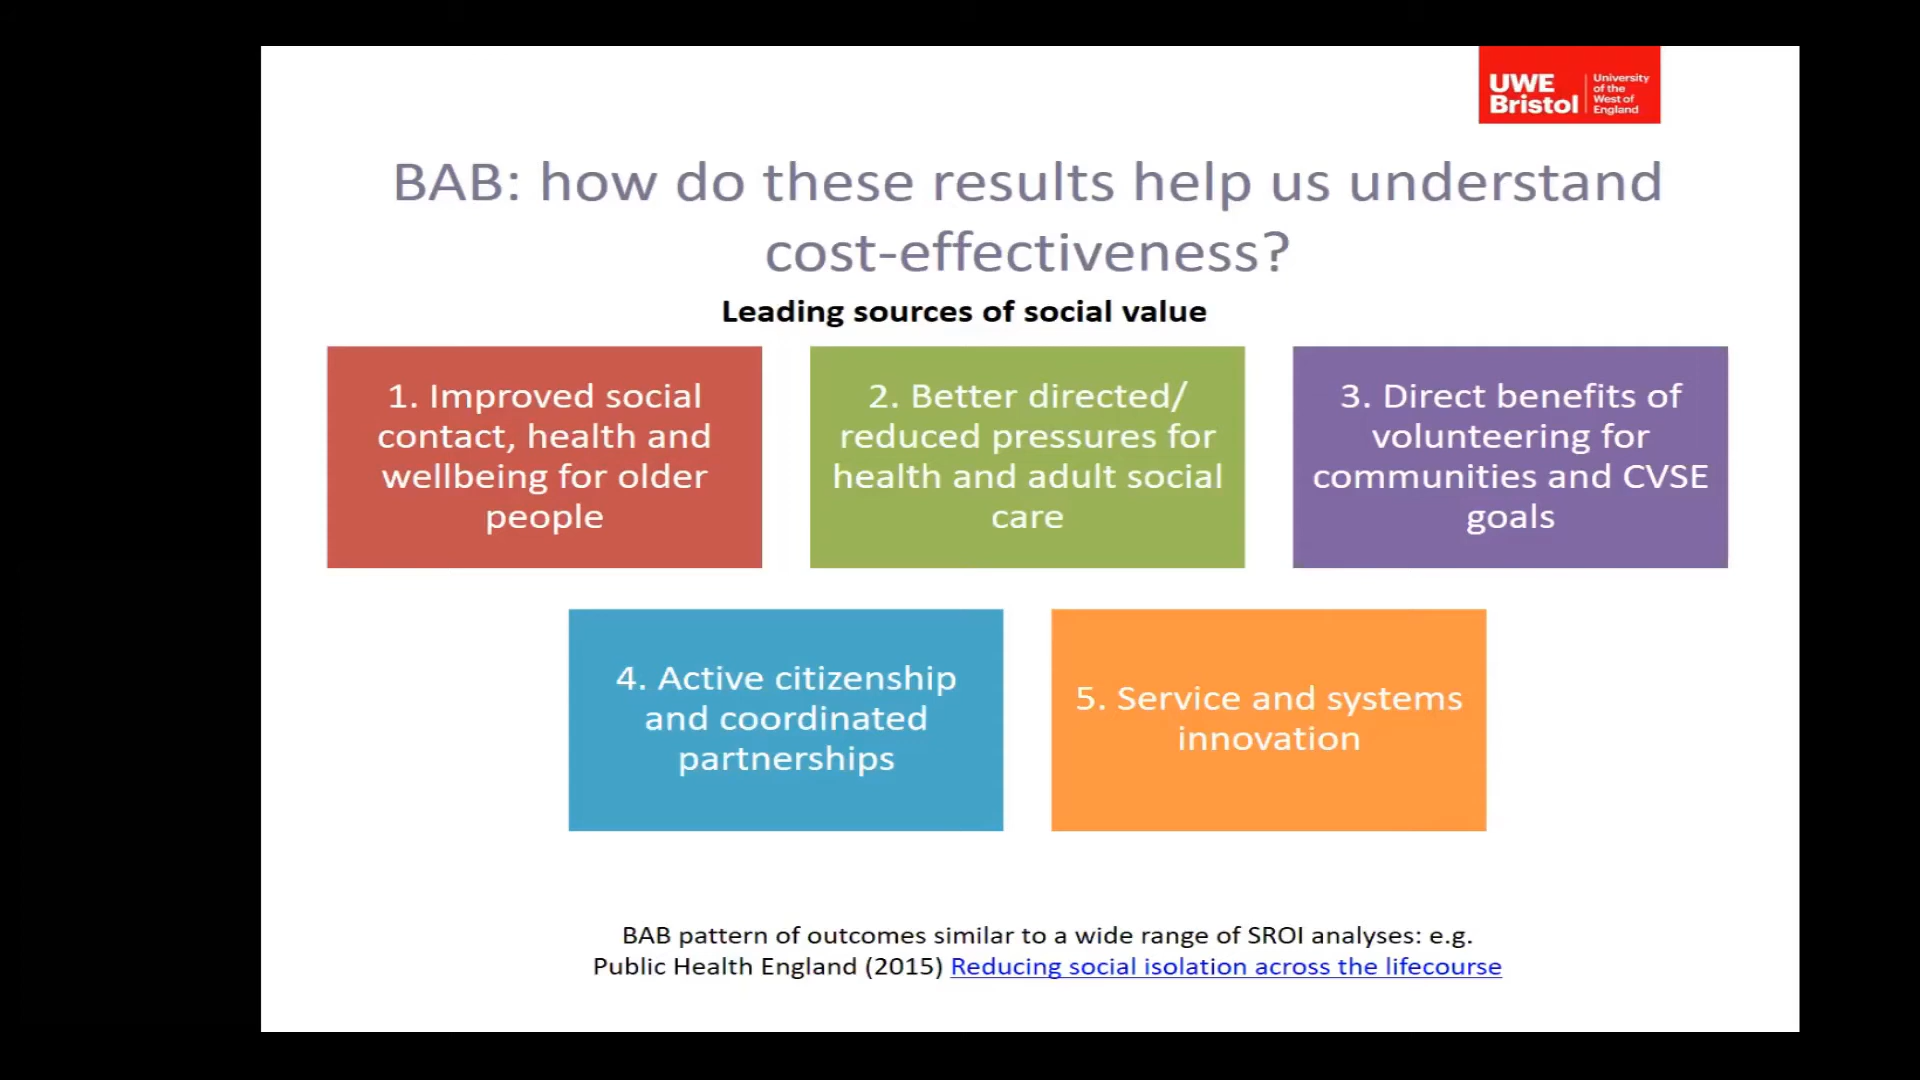 UWE
Bristol
University
of the
West of
England
BAB: how do these results help us understand
cost-effectiveness?
Leading sources of social value
1. Improved social
contact, health and
wellbeing for older
people
2. Better directed/
reduced pressures for
health and adult social
care
3. Direct benefits of
volunteering for
communities and CVSE
goals
4. Active citizenship
and coordinated
partnerships
5. Service and systems
innovation
BAB pattern of outcomes similar to a wide range of SROI analyses: e.g.
Public Health England (2015) Reducing social isolation across the lifecourse